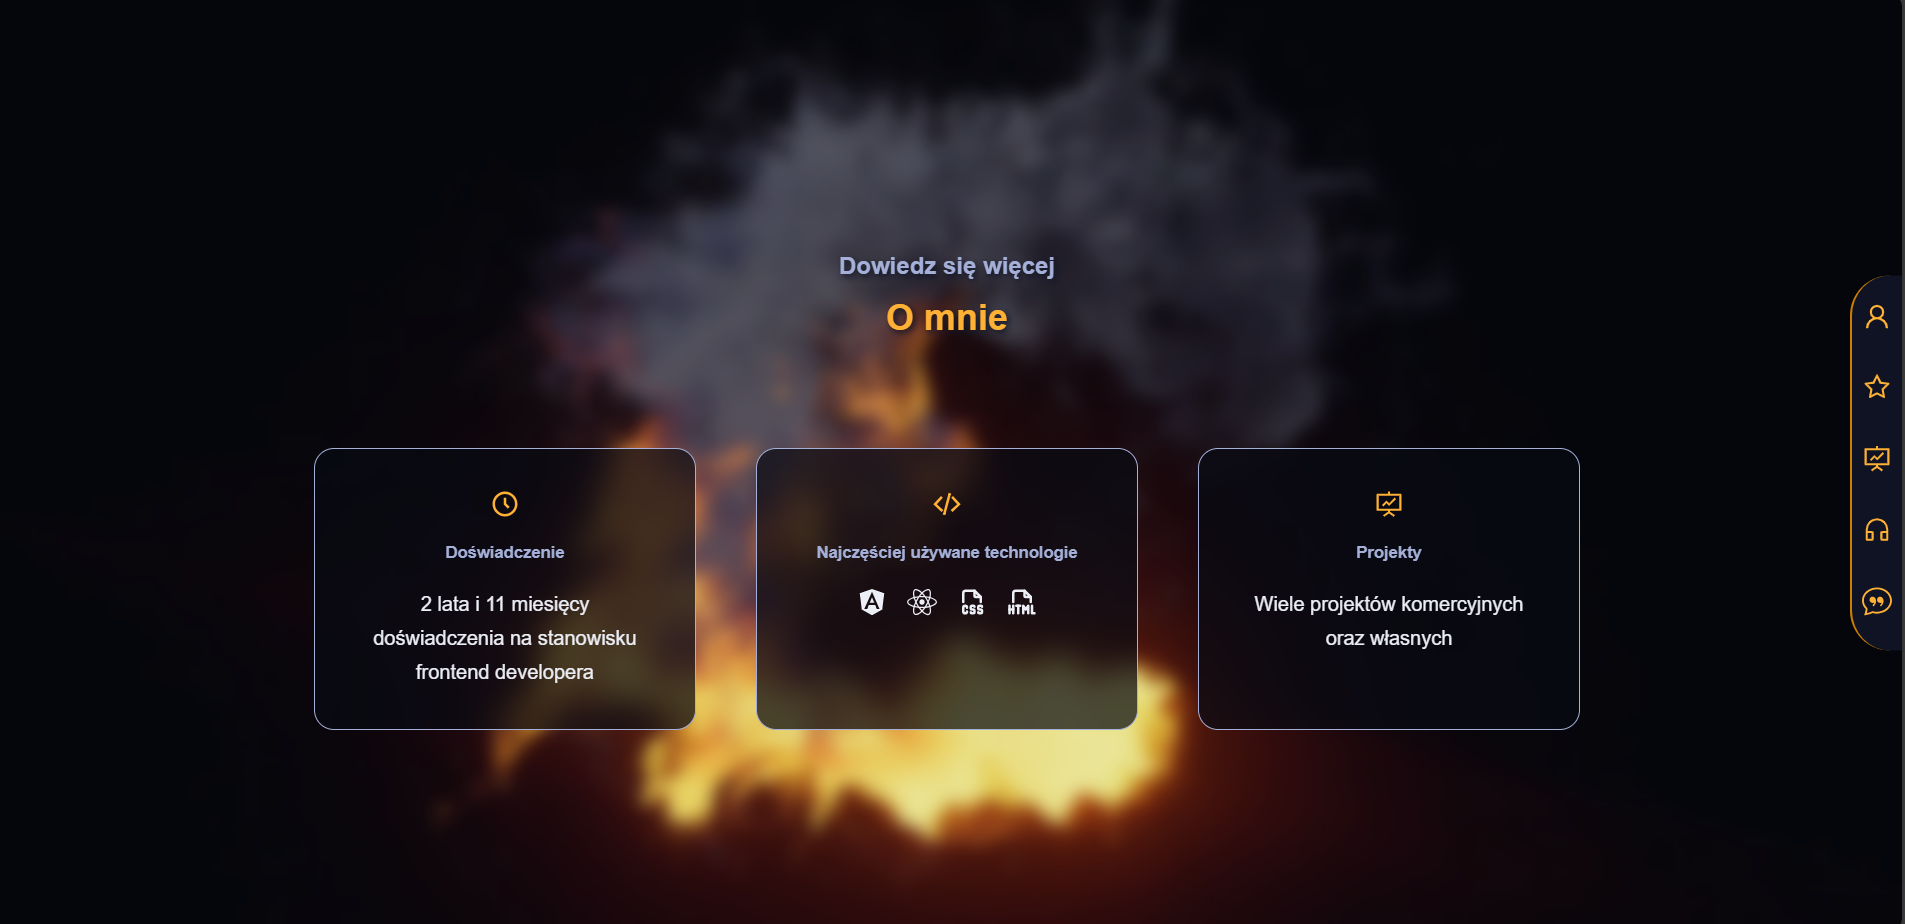 Dowiedz się więcej
O mnie
Doświadczenie
2 lata i 11 miesięcy
doświadczenia na stanowisku
frontend developera
Najczęściej używane technologie
CSS
HTML
Projekty
Wiele projektów komercyjnych
oraz własnych